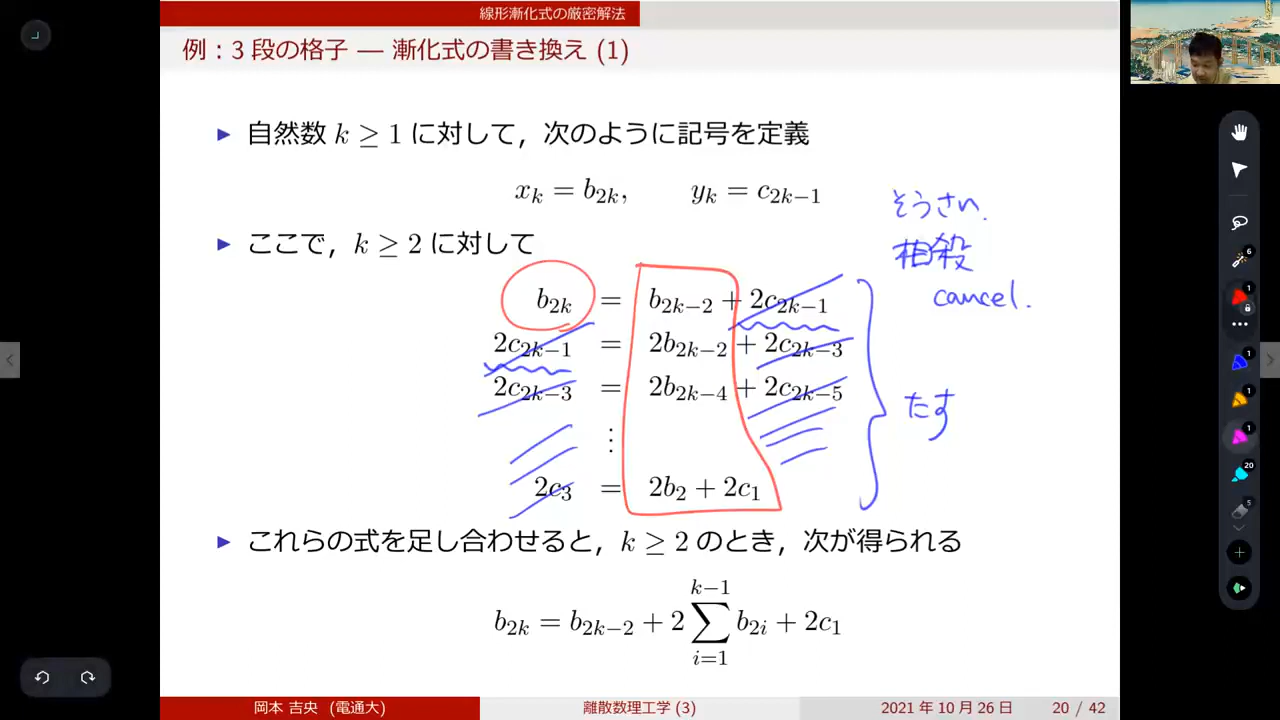 線形漸化式の厳密解法
例：3 段の格子 — 漸化式の書き換え (1)
▶ 自然数 k ≥ 1 に対して，次のように記号を定義
x_k = b_{2k}, y_k = c_{2k−1}
そうさい.
相殺
cancel.
▶ ここで，k ≥ 2 に対して
b_{2k} = b_{2k−2} + 2c_{2k−1}
2c_{2k−1} = 2b_{2k−2} + 2c_{2k−3}
2c_{2k−3} = 2b_{2k−4} + 2c_{2k−5}
⋮
2c_3 = 2b_2 + 2c_1
たす
▶ これらの式を足し合わせると，k ≥ 2 のとき，次が得られる
b_{2k} = b_{2k−2} + 2 \sum_{i=1}^{k−1} b_{2i} + 2c_1
岡本 吉央 （電通大）
離散数理工学 (3)
2021 年 10 月 26 日 20 / 42
6
1
1
1
1
20
5